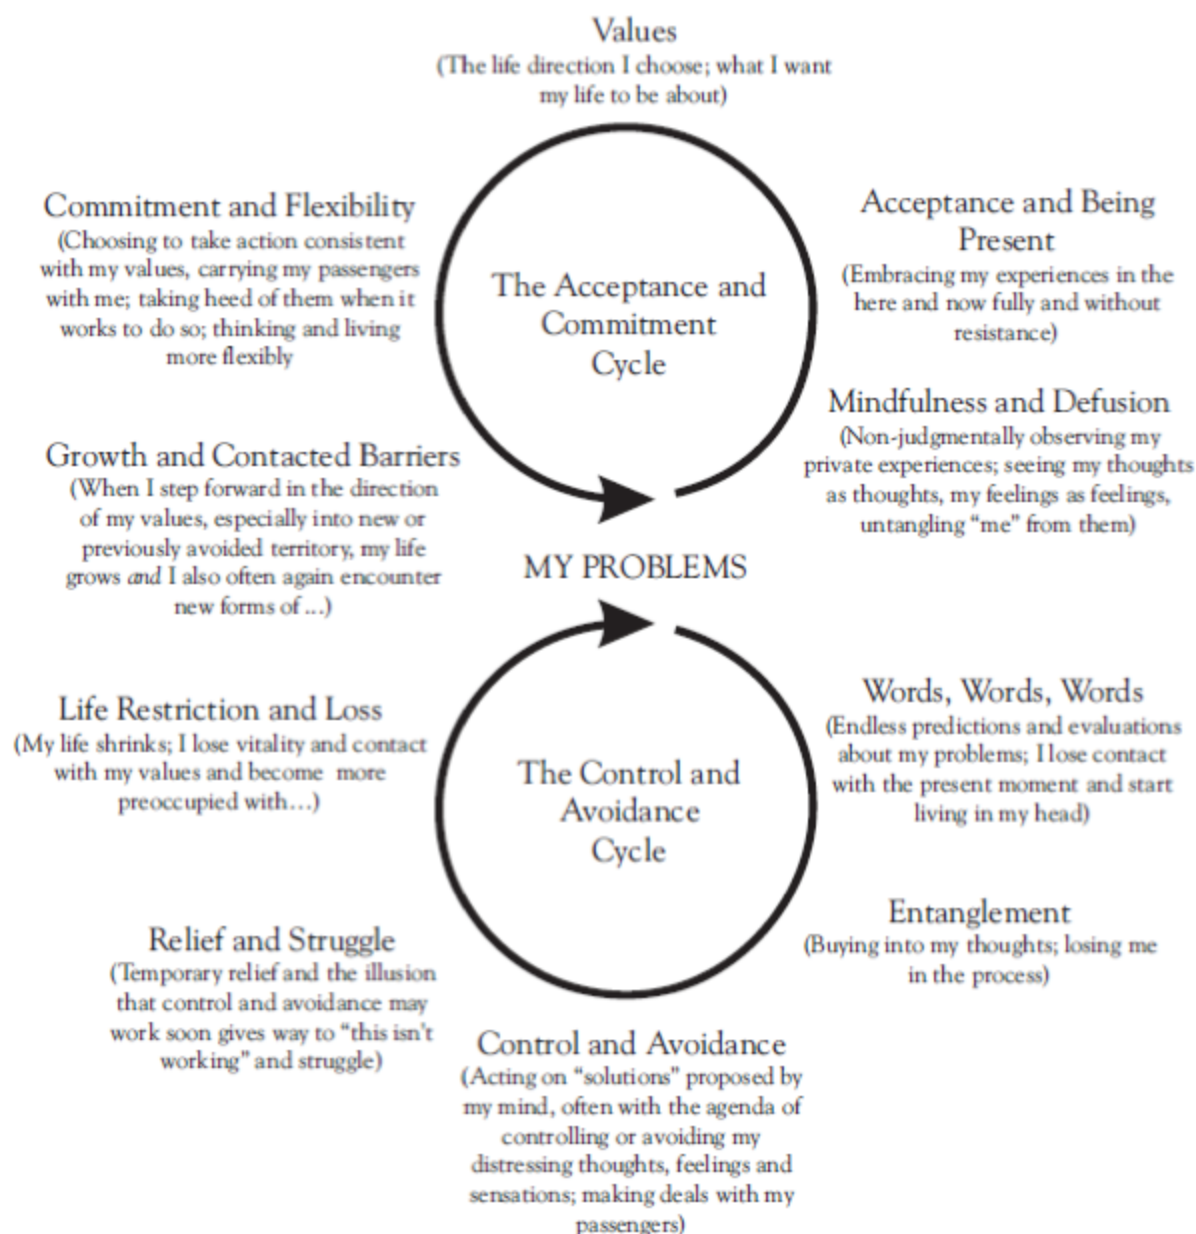 Values
(The life direction I choose; what I want
my life to be about)
Commitment and Flexibility
(Choosing to take action consistent
with my values, carrying my passengers
with me; taking heed of them when it
works to do so; thinking and living
more flexibly
The Acceptance and
Commitment
Cycle
Acceptance and Being
Present
(Embracing my experiences in the
here and now fully and without
resistance)
Mindfulness and Defusion
(Non-judgmentally observing my
private experiences; seeing my thoughts
as thoughts, my feelings as feelings,
untangling “me” from them)
Growth and Contacted Barriers
(When I step forward in the direction
of my values, especially into new or
previously avoided territory, my life
grows and I also often again encounter
new forms of ...)
MY PROBLEMS
Life Restriction and Loss
(My life shrinks; I lose vitality and contact
with my values and become more
preoccupied with...)
The Control and
Avoidance
Cycle
Words, Words, Words
(Endless predictions and evaluations
about my problems; I lose contact
with the present moment and start
living in my head)
Entanglement
(Buying into my thoughts; losing me
in the process)
Relief and Struggle
(Temporary relief and the illusion
that control and avoidance may
work soon gives way to “this isn't
working” and struggle)
Control and Avoidance
(Acting on “solutions” proposed by
my mind, often with the agenda of
controlling or avoiding my
distressing thoughts, feelings and
sensations; making deals with my
passengers)